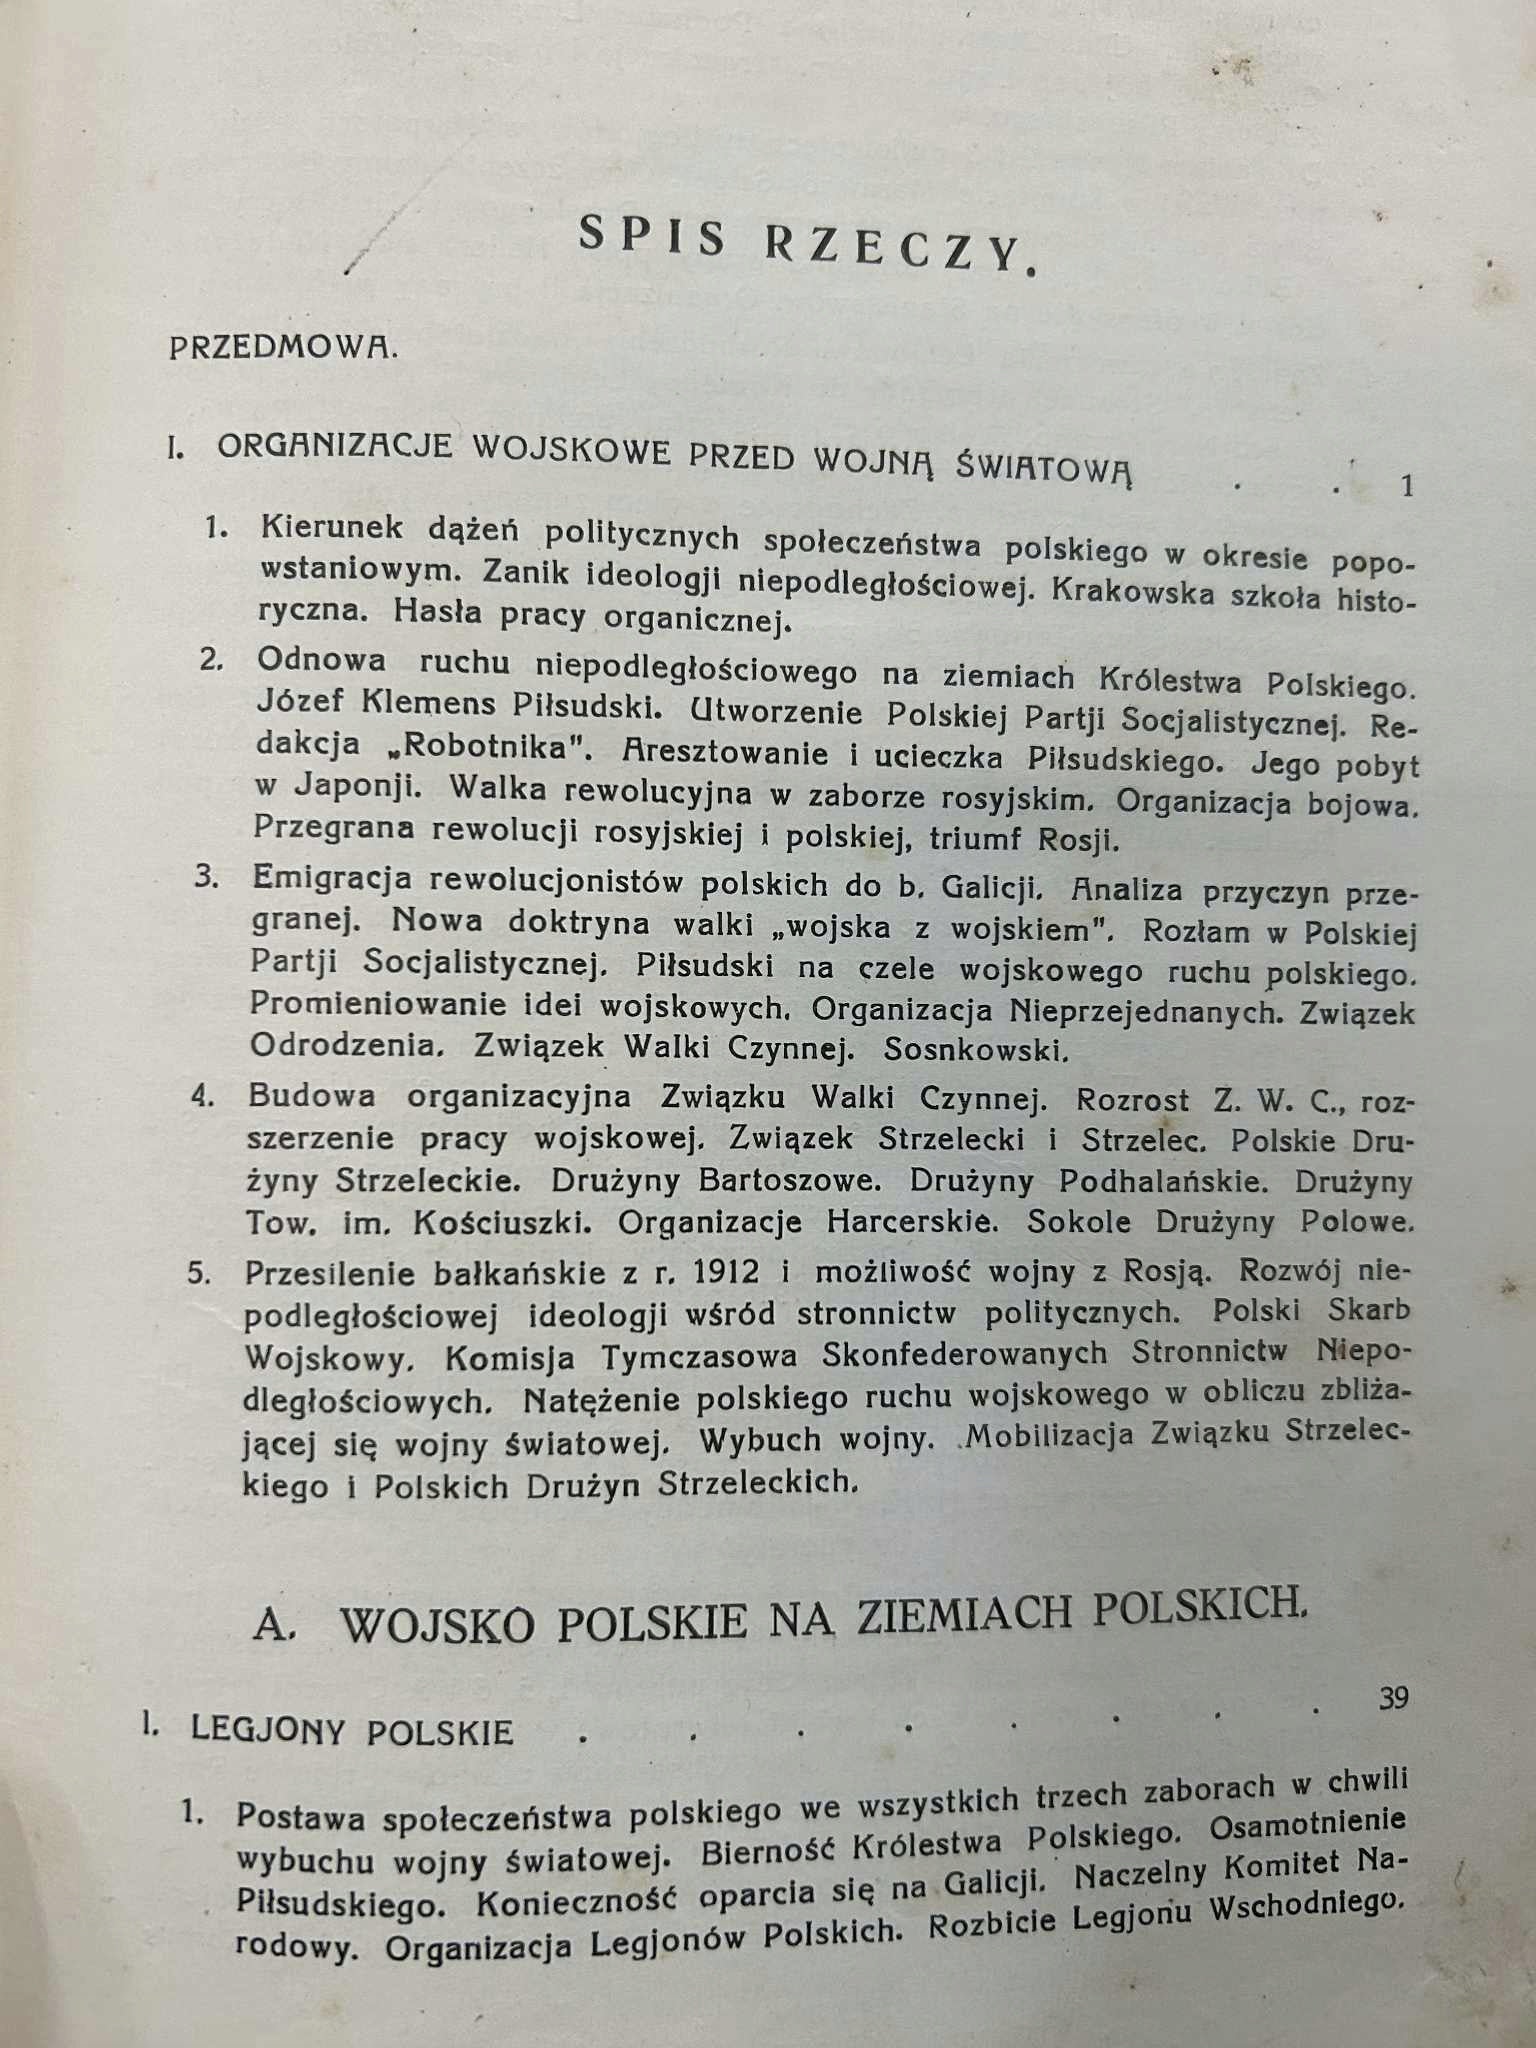 SPIS RZECZY.
PRZEDMOWA.
I. ORGANIZACJE WOJSKOWE PRZED WOJNĄ ŚWIATOWĄ . . 1
1. Kierunek dążeń politycznych społeczeństwa polskiego w okresie popo-
wstaniowym. Zanik ideologji niepodległościowej. Krakowska szkoła histo-
ryczna. Hasła pracy organicznej.
2. Odnowa ruchu niepodległościowego na ziemiach Królestwa Polskiego.
Józef Klemens Piłsudski. Utworzenie Polskiej Partji Socjalistycznej. Re-
dakcja „Robotnika". Aresztowanie i ucieczka Piłsudskiego. Jego pobyt
w Japonji. Walka rewolucyjna w zaborze rosyjskim. Organizacja bojowa.
Przegrana rewolucji rosyjskiej i polskiej, triumf Rosji.
3. Emigracja rewolucjonistów polskich do b. Galicji. Analiza przyczyn prze-
granej. Nowa doktryna walki „wojska z wojskiem". Rozłam w Polskiej
Partji Socjalistycznej. Piłsudski na czele wojskowego ruchu polskiego.
Promieniowanie idei wojskowych. Organizacja Nieprzejednanych. Związek
Odrodzenia. Związek Walki Czynnej. Sosnkowski.
4. Budowa organizacyjna Związku Walki Czynnej. Rozrost Z. W. C., roz-
szerzenie pracy wojskowej. Związek Strzelecki i Strzelec. Polskie Dru-
żyny Strzeleckie. Drużyny Bartoszowe. Drużyny Podhalańskie. Drużyny
Tow. im. Kościuszki. Organizacje Harcerskie. Sokole Drużyny Polowe.
5. Przesilenie bałkańskie z r. 1912 i możliwość wojny z Rosją. Rozwój nie-
podległościowej ideologji wśród stronnictw politycznych. Polski Skarb
Wojskowy. Komisja Tymczasowa Skonfederowanych Stronnictw Niepo-
dległościowych. Natężenie polskiego ruchu wojskowego w obliczu zbliża-
jącej się wojny światowej. Wybuch wojny. Mobilizacja Związku Strzelec-
kiego i Polskich Drużyn Strzeleckich.
A. WOJSKO POLSKIE NA ZIEMIACH POLSKICH.
I. LEGJONY POLSKIE . . . . . . . . 39
1. Postawa społeczeństwa polskiego we wszystkich trzech zaborach w chwili
wybuchu wojny światowej. Bierność Królestwa Polskiego. Osamotnienie
Piłsudskiego. Konieczność oparcia się na Galicji. Naczelny Komitet Na-
rodowy. Organizacja Legjonów Polskich. Rozbicie Legjonu Wschodniego.